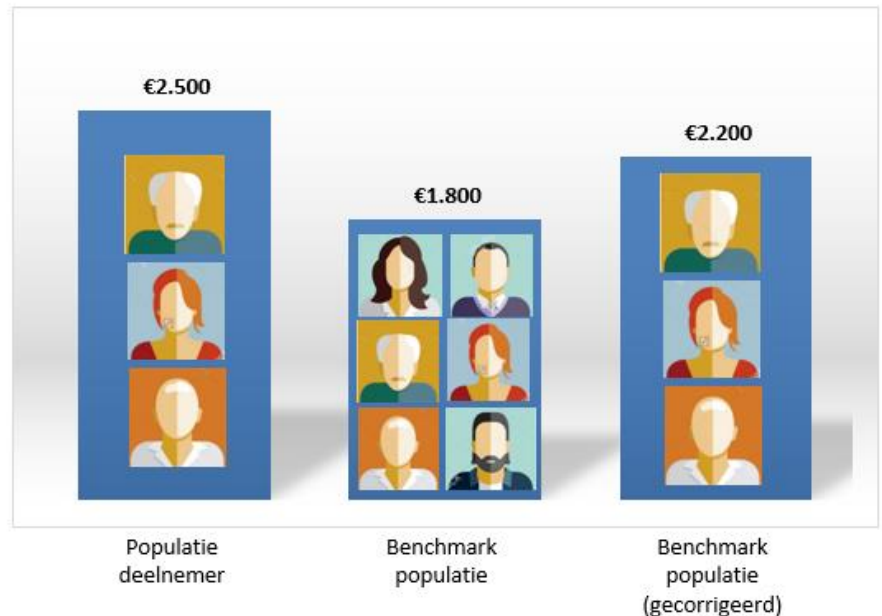 €2.500
€1.800
€2.200
Populatie
deelnemer
Benchmark
populatie
Benchmark
populatie
(gecorrigeerd)